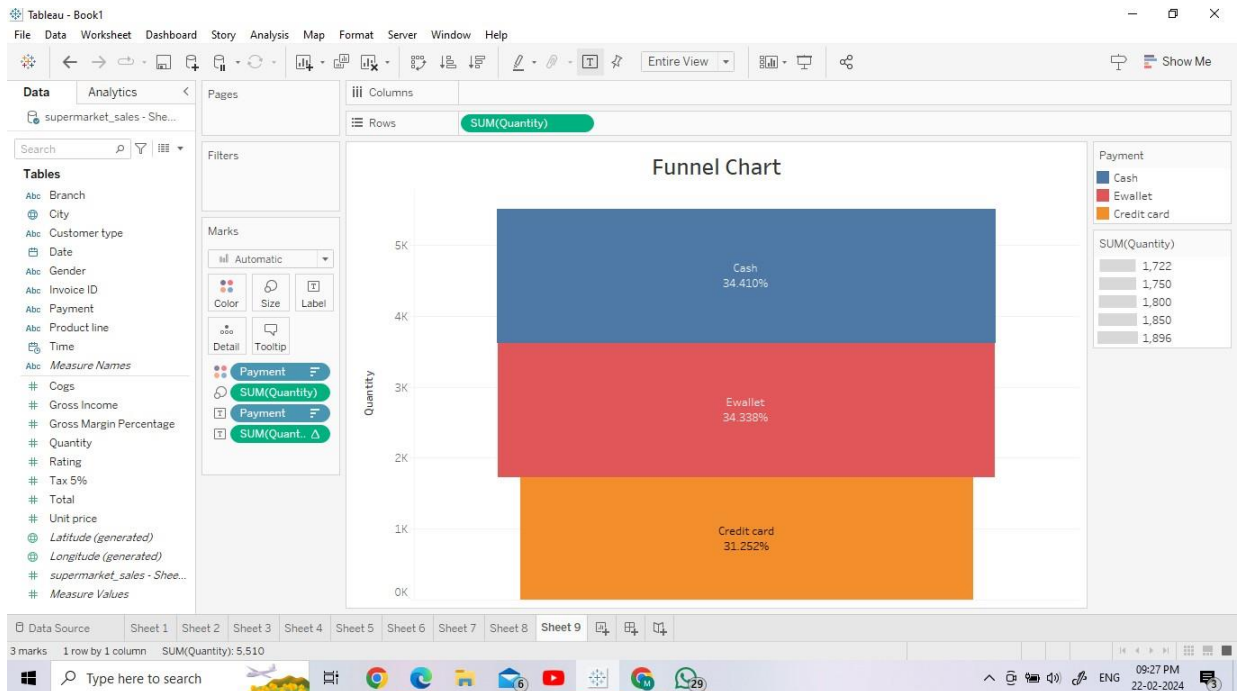 Tableau - Book1
File Data Worksheet Dashboard Story Analysis Map Format Server Window Help
Entire View
Show Me
Data Analytics
supermarket_sales - She...
Search
Tables
Abc Branch
City
Abc Customer type
Date
Abc Gender
Abc Invoice ID
Abc Payment
Abc Product line
Time
Abc Measure Names
# Cogs
# Gross Income
# Gross Margin Percentage
# Quantity
# Rating
# Tax 5%
# Total
# Unit price
Latitude (generated)
Longitude (generated)
# supermarket_sales - Shee...
# Measure Values
Pages
Filters
Marks
Automatic
Color Size Label
Detail Tooltip
Payment
SUM(Quantity)
Payment
SUM(Quant.. Δ
iii Columns
Rows SUM(Quantity)
Funnel Chart
Quantity
5K
4K
3K
2K
1K
0K
Cash
34.410%
Ewallet
34.338%
Credit card
31.252%
Payment
Cash
Ewallet
Credit card
SUM(Quantity)
1,722
1,750
1,800
1,850
1,896
Data Source Sheet 1 Sheet 2 Sheet 3 Sheet 4 Sheet 5 Sheet 6 Sheet 7 Sheet 8 Sheet 9
3 marks 1 row by 1 column SUM(Quantity): 5.510
Type here to search
6
M
29
ENG
09:27 PM
22-02-2024
3